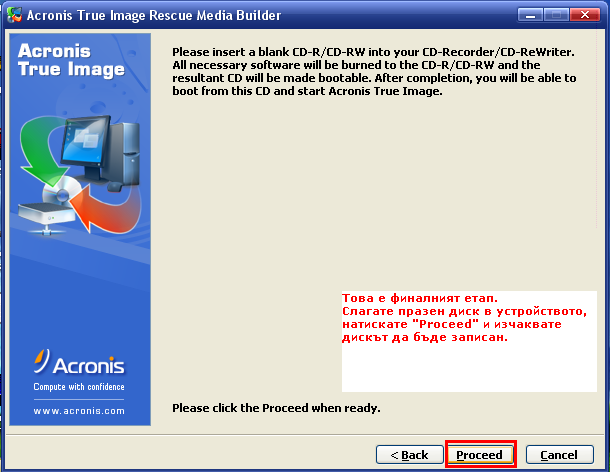 Acronis True Image Rescue Media Builder
Acronis
True Image
Please insert a blank CD-R/CD-RW into your CD-Recorder/CD-ReWriter.
All necessary software will be burned to the CD-R/CD-RW and the
resultant CD will be made bootable. After completion, you will be able to
boot from this CD and start Acronis True Image.
Това е финалният етап.
Слагате празен диск в устройството,
натискате "Proceed" и изчаквате
дискът да бъде записан.
Acronis
Compute with confidence
www.acronis.com
Please click the Proceed when ready.
< Back
Proceed
Cancel